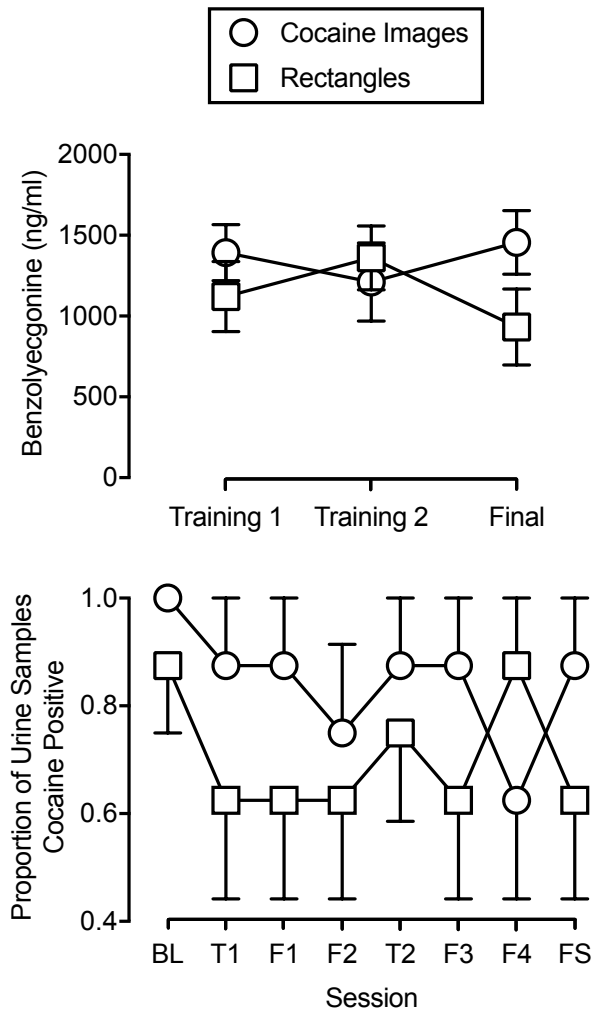 Cocaine Images
Rectangles
Benzolyecgonine (ng/ml)
2000
1500
1000
500
0
Training 1 Training 2 Final
Proportion of Urine Samples
Cocaine Positive
1.0
0.8
0.6
0.4
BL T1 F1 F2 T2 F3 F4 FS
Session